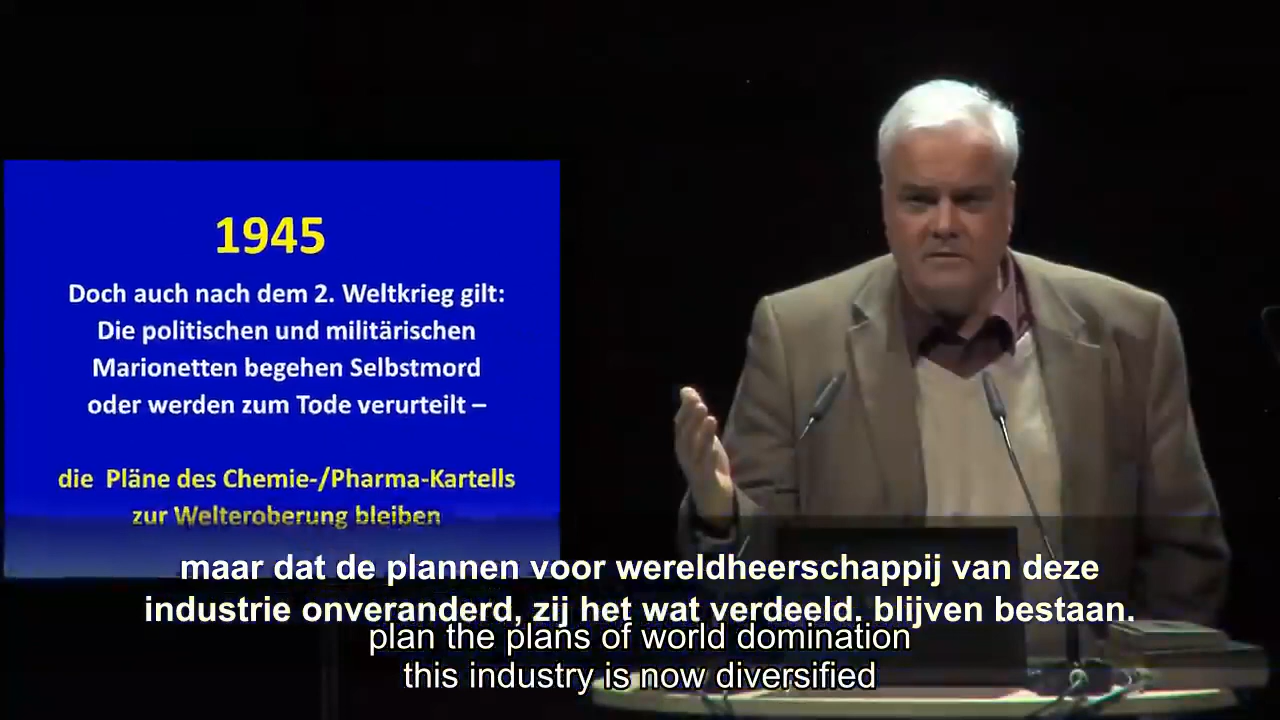 1945
Doch auch nach dem 2. Weltkrieg gilt:
Die politischen und militärischen
Marionetten begehen Selbstmord
oder werden zum Tode verurteilt –
die Pläne des Chemie-/Pharma-Kartells
zur Welteroberung bleiben
maar dat de plannen voor wereldheerschappij van deze
industrie onveranderd, zij het wat verdeeld, blijven bestaan.
plan the plans of world domination
this industry is now diversified